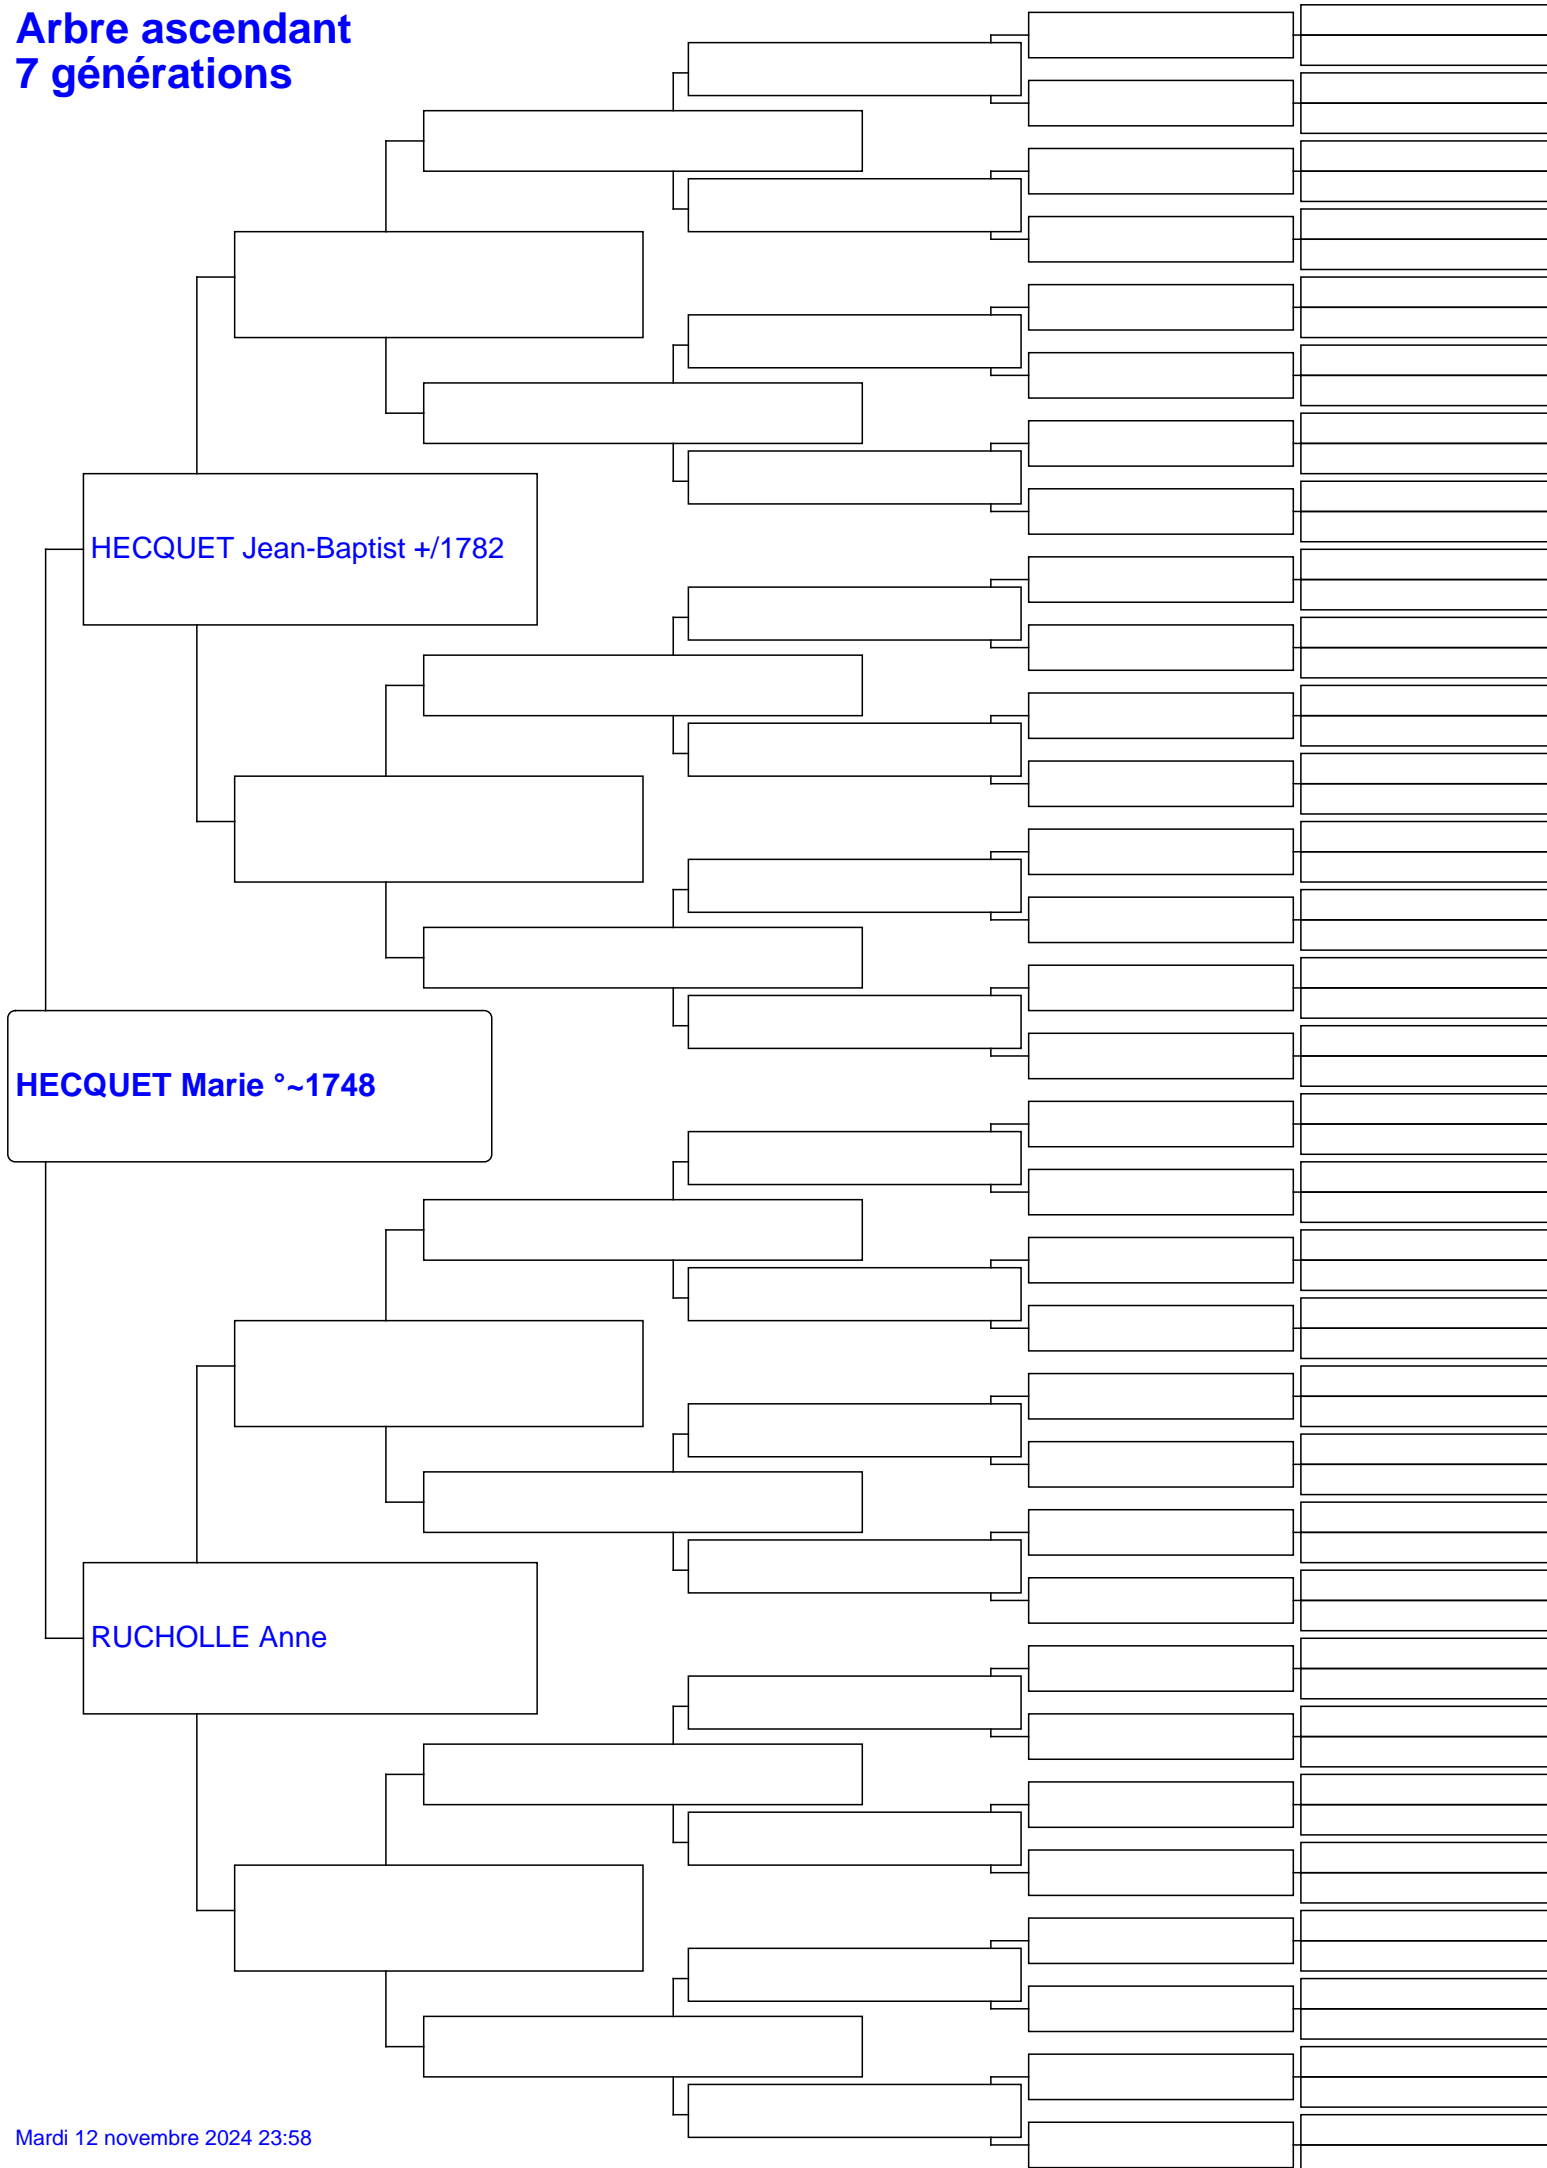 Arbre ascendant
7 générations
HECQUET Jean-Baptist +/1782
HECQUET Marie °~1748
RUCHOLLE Anne
Mardi 12 novembre 2024 23:58